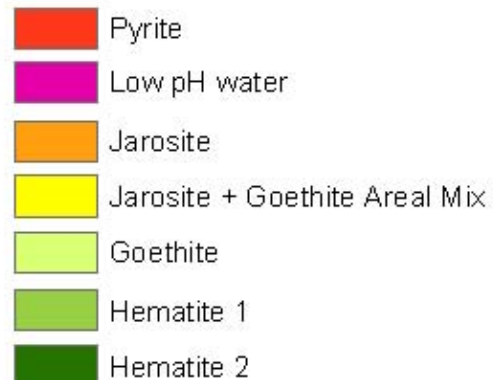 Pyrite
Low pH water
Jarosite
Jarosite + Goethite Areal Mix
Goethite
Hematite 1
Hematite 2